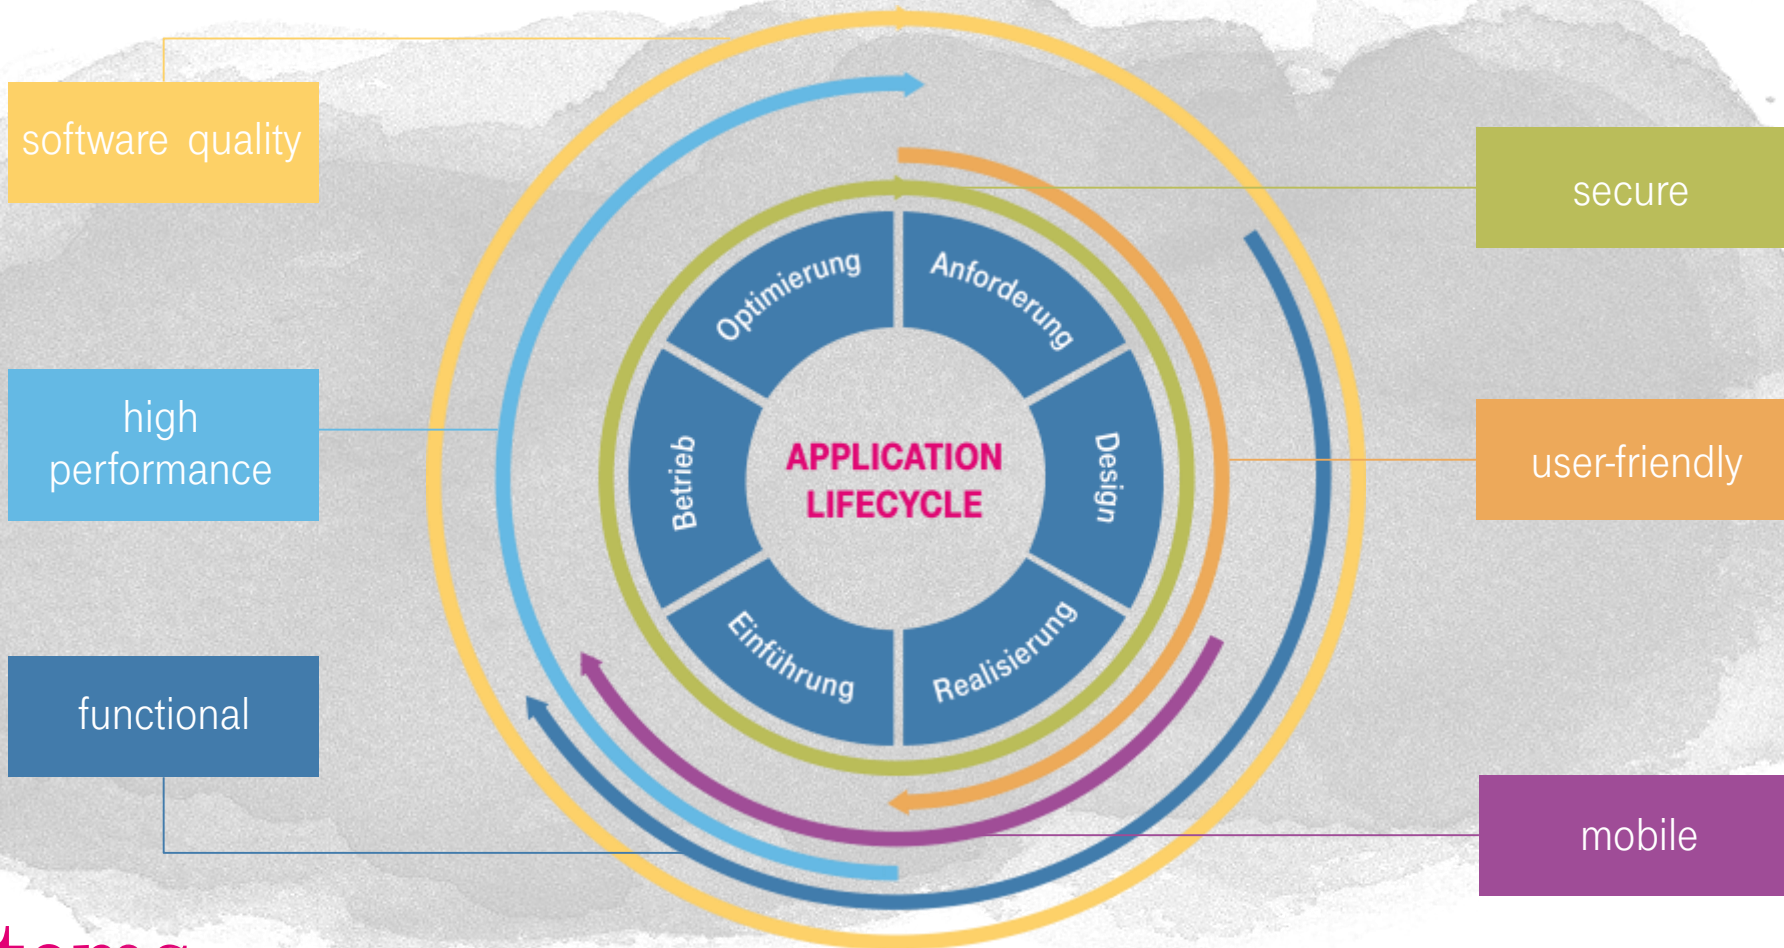 software quality
high
performance
functional
Optimierung
Anforderung
Design
Realisierung
Einführung
Betrieb
APPLICATION
LIFECYCLE
secure
user-friendly
mobile